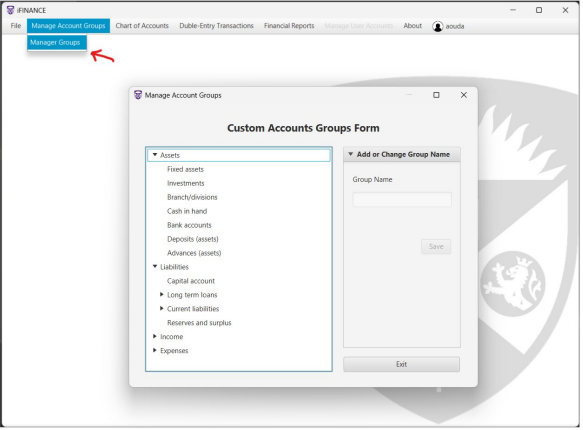 iFINANCE
File Manage Account Groups Chart of Accounts Duble-Entry Transactions Financial Reports Manage User Accounts About aouda
Manager Groups
Manage Account Groups
Custom Accounts Groups Form
Assets
Fixed assets
Investments
Branch/divisions
Cash in hand
Bank accounts
Deposits (assets)
Advances (assets)
Liabilities
Capital account
Long term loans
Current liabilities
Reserves and surplus
Income
Expenses
Add or Change Group Name
Group Name
Save
Exit